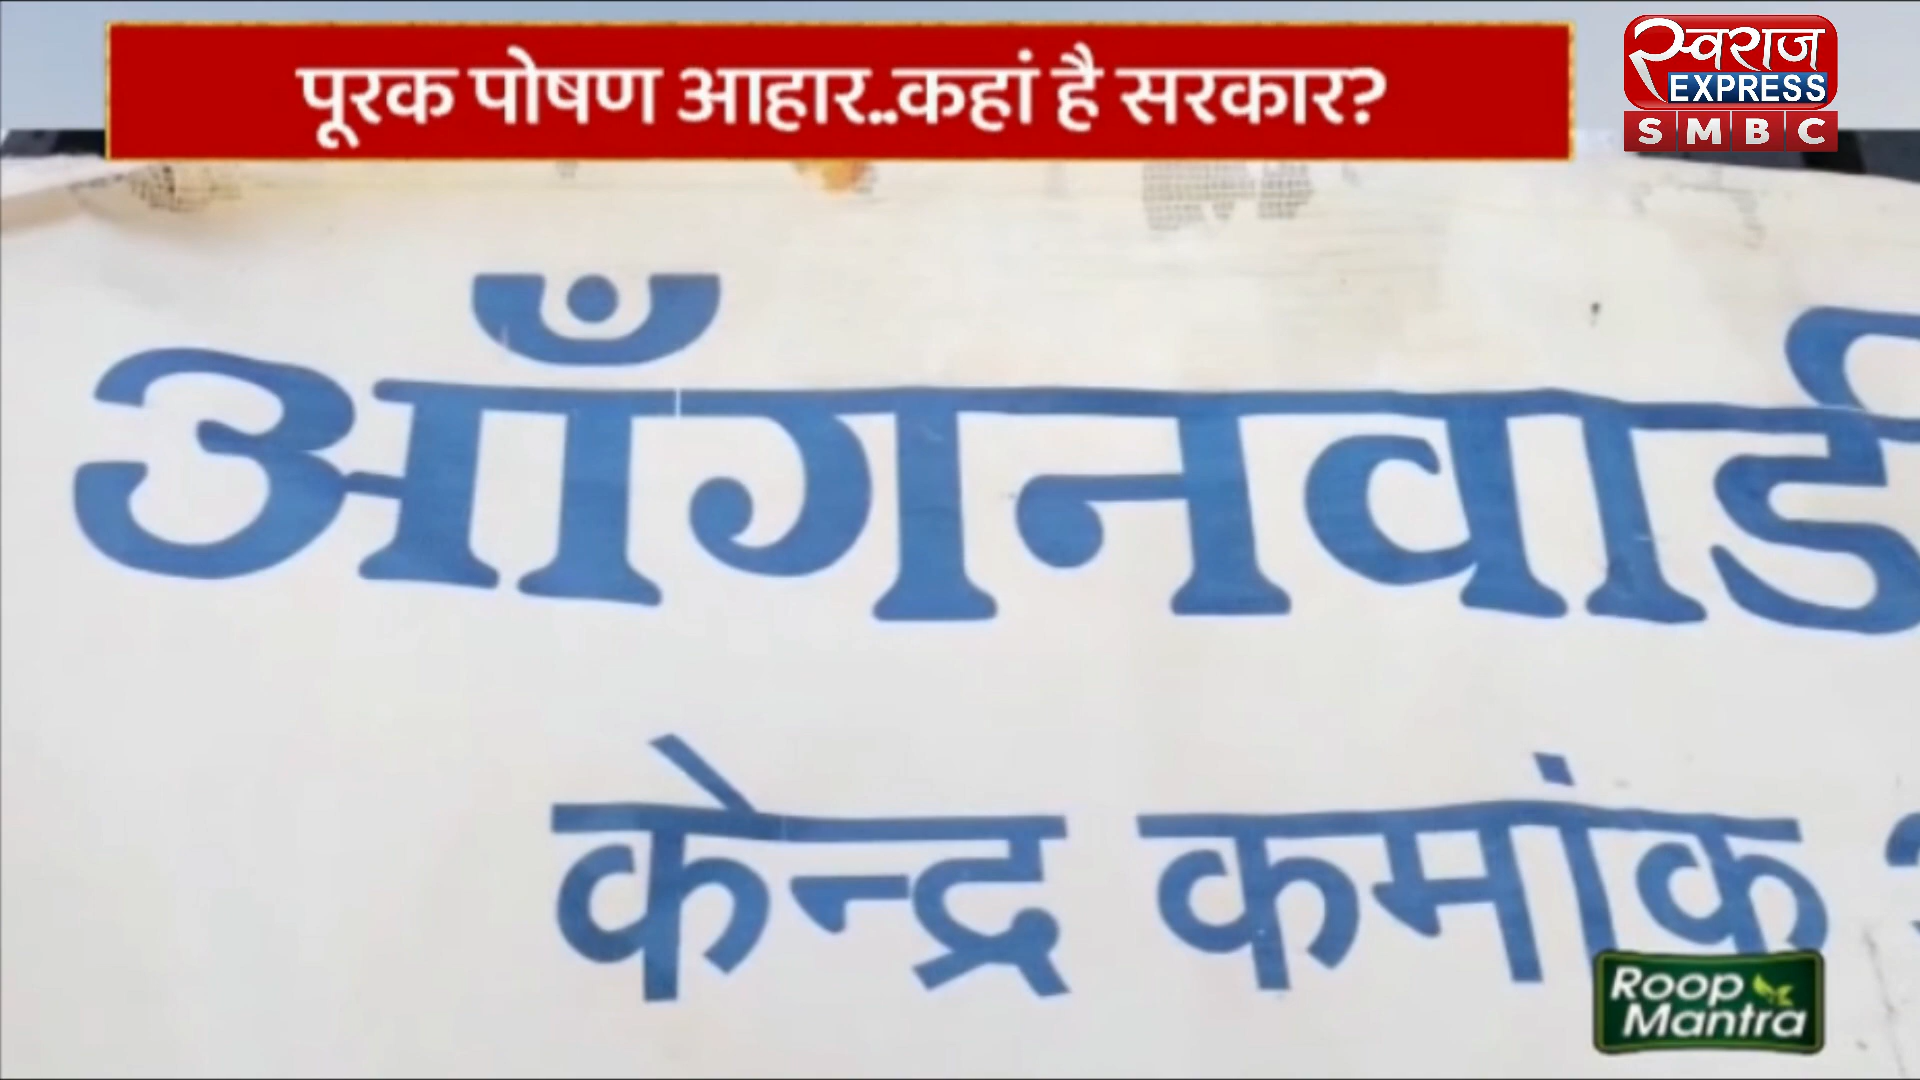 पूरक पोषण आहार..कहां है सरकार?
स्वराज
EXPRESS
SMBC
आँगनवाडी
केन्द्र कमांक
Roop
Mantra